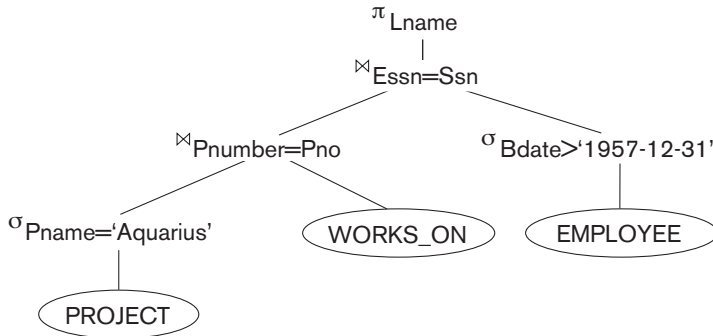 π Lname
⋈ Essn=Ssn
⋈ Pnumber=Pno
σ Bdate>‘1957-12-31’
σ Pname=‘Aquarius’
WORKS_ON
EMPLOYEE
PROJECT